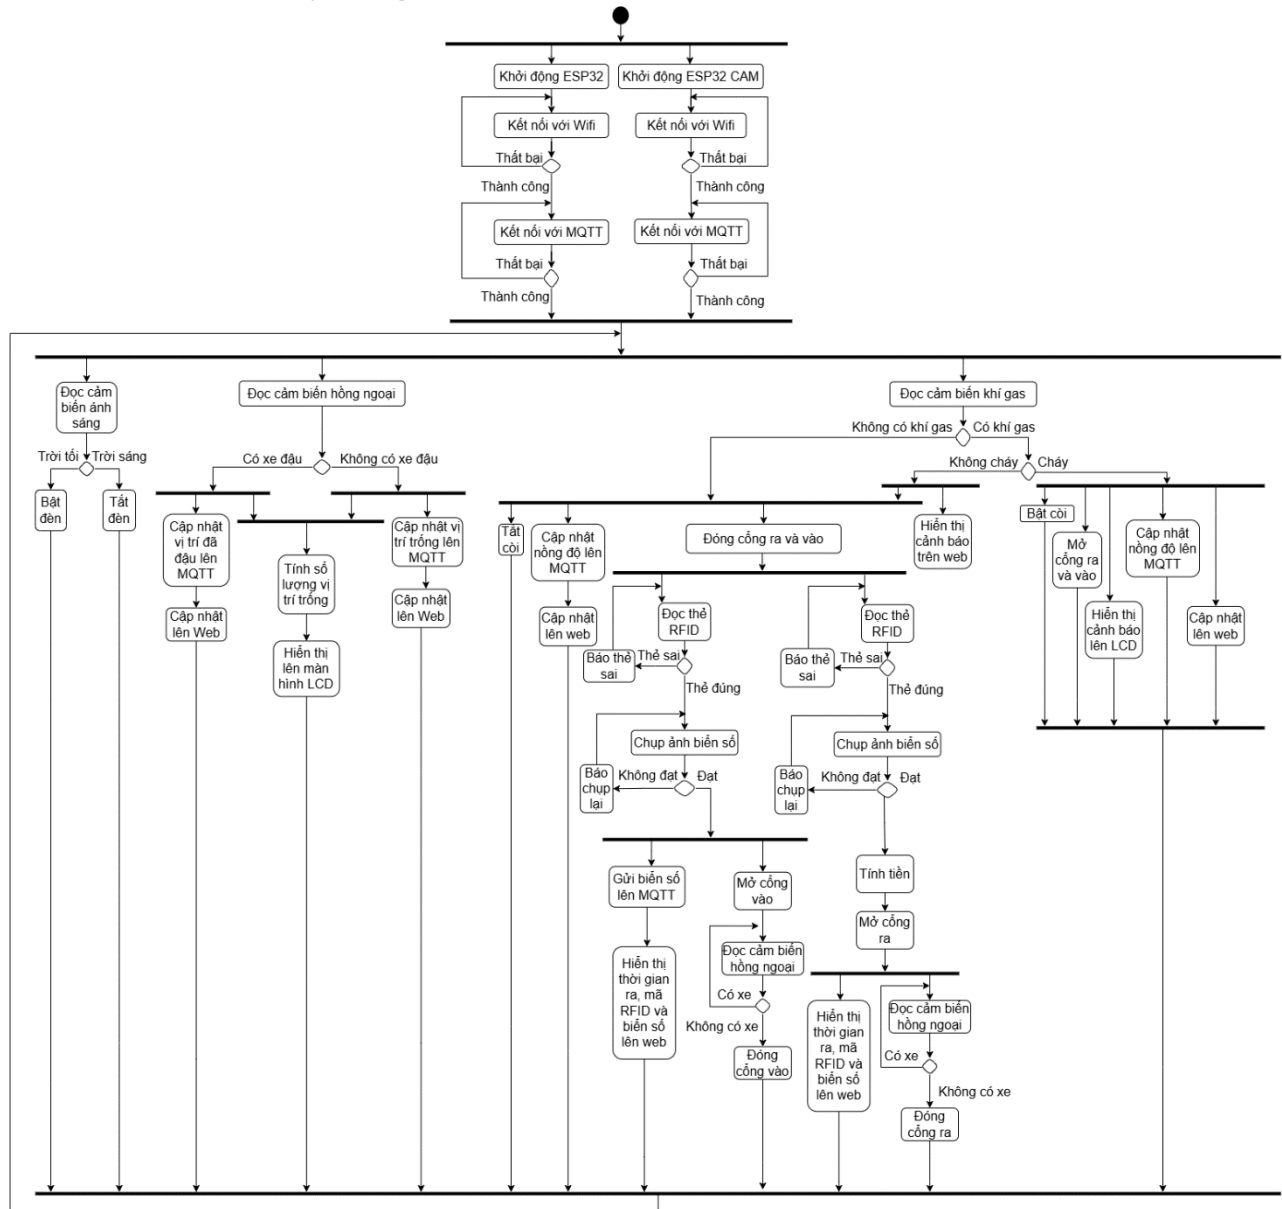 Khởi động ESP32
Khởi động ESP32 CAM
Kết nối với Wifi
Kết nối với Wifi
Thất bại
Thất bại
Thành công
Thành công
Kết nối với MQTT
Kết nối với MQTT
Thất bại
Thất bại
Thành công
Thành công
Đọc cảm
biến ánh
sáng
Trời tối
Trời sáng
Bật
đèn
Tắt
đèn
Đọc cảm biến hồng ngoại
Có xe đậu
Không có xe đậu
Cập nhật
vị trí đã
đậu lên
MQTT
Cập nhật
lên Web
Tính số
lượng vị
trí trống
Hiển thị
lên màn
hình LCD
Cập nhật vị
trí trống lên
MQTT
Cập nhật
lên Web
Đọc cảm biến khí gas
Không có khí gas
Có khí gas
Không cháy
Cháy
Tắt
còi
Cập nhật
nồng độ lên
MQTT
Cập nhật
lên web
Đóng cổng ra và vào
Hiển thị
cảnh báo
trên web
Bật còi
Mở
cổng ra
và vào
Hiển thị
cảnh báo
lên LCD
Cập nhật
nồng độ lên
MQTT
Cập nhật
lên web
Đọc thẻ
RFID
Thẻ sai
Báo thẻ
sai
Thẻ đúng
Chụp ảnh biển số
Không đạt
Đạt
Báo
chụp
lại
Gửi biển số
lên MQTT
Hiển thị
thời gian
ra, mã
RFID và
biển số
lên web
Mở cổng
vào
Đọc cảm biến
hồng ngoại
Có xe
Không có xe
Đóng
cổng vào
Đọc thẻ
RFID
Thẻ sai
Báo thẻ
sai
Thẻ đúng
Chụp ảnh biển số
Không đạt
Đạt
Báo
chụp
lại
Tính tiền
Mở cổng
ra
Hiển thị
thời gian
ra, mã
RFID và
biển số
lên web
Đọc cảm biến
hồng ngoại
Có xe
Không có xe
Đóng
cổng ra